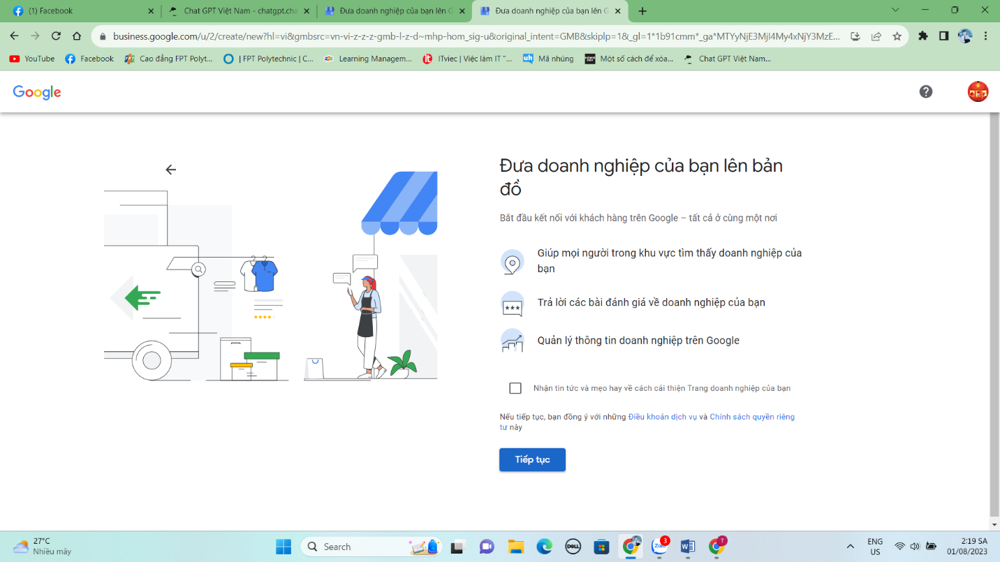 (1) Facebook
Chat GPT Việt Nam - chatgpt.cha
Đưa doanh nghiệp của bạn lên G
Đưa doanh nghiệp của bạn lên G
business.google.com/u/2/create/new?hl=vi&gmbsrc=vn-vi-z-z-z-gmb-l-z-d~mhp-hom_sig-u&original_intent=GMB&skiplp=1&_gl=1*1b91cmm*_ga*MTYyNjE3MjI4My4xNjY3MzE...
YouTube
Facebook
Cao đẳng FPT Polyt...
| FPT Polytechnic | C...
Learning Managem...
ITviec | Việc làm IT "...
Mã nhúng
Một số cách để xóa...
Chat GPT Việt Nam...
Google
Đưa doanh nghiệp của bạn lên bản
đồ
Bắt đầu kết nối với khách hàng trên Google – tất cả ở cùng một nơi
Giúp mọi người trong khu vực tìm thấy doanh nghiệp của
bạn
Trả lời các bài đánh giá về doanh nghiệp của bạn
Quản lý thông tin doanh nghiệp trên Google
Nhận tin tức và mẹo hay về cách cải thiện Trang doanh nghiệp của bạn
Nếu tiếp tục, bạn đồng ý với những Điều khoản dịch vụ và Chính sách quyền riêng
tư này
Tiếp tục
27°C
Nhiều mây
Search
DELL
Zalo
3
T
ENG
US
2:19 SA
01/08/2023